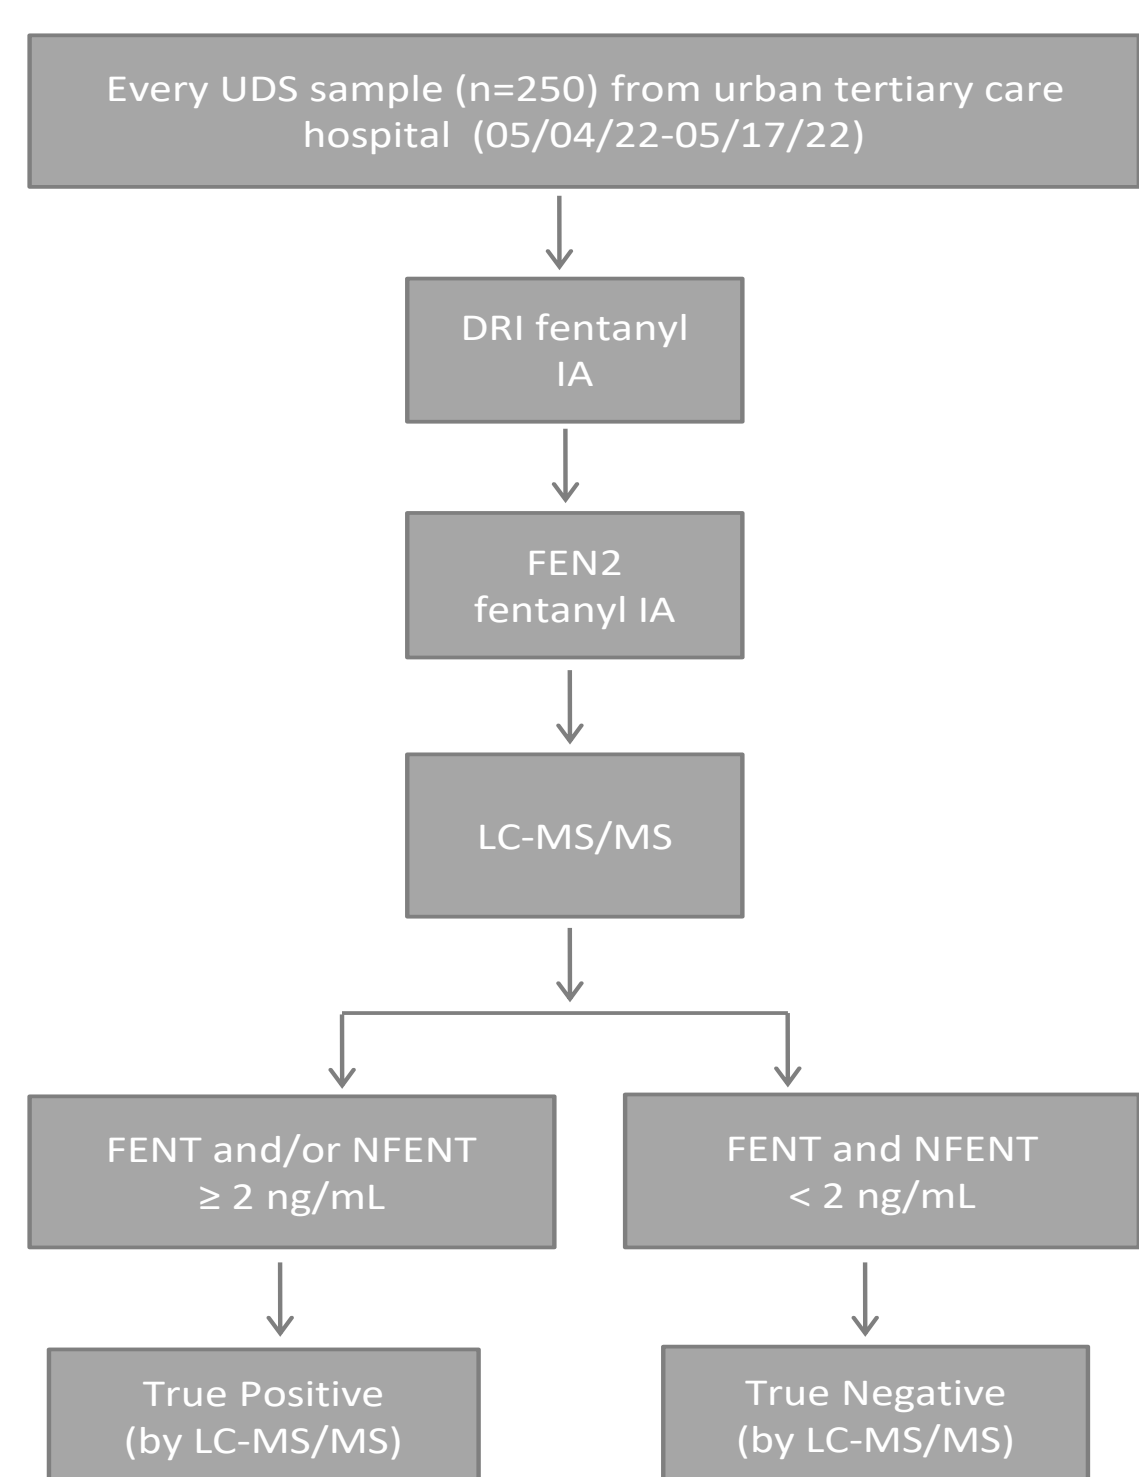 Every UDS sample (n=250) from urban tertiary care
hospital  (05/04/22-05/17/22)
DRI fentanyl
IA
FEN2
fentanyl IA
LC-MS/MS
FENT and/or NFENT
≥ 2 ng/mL
FENT and NFENT
< 2 ng/mL
True Positive
(by LC-MS/MS)
True Negative
(by LC-MS/MS)